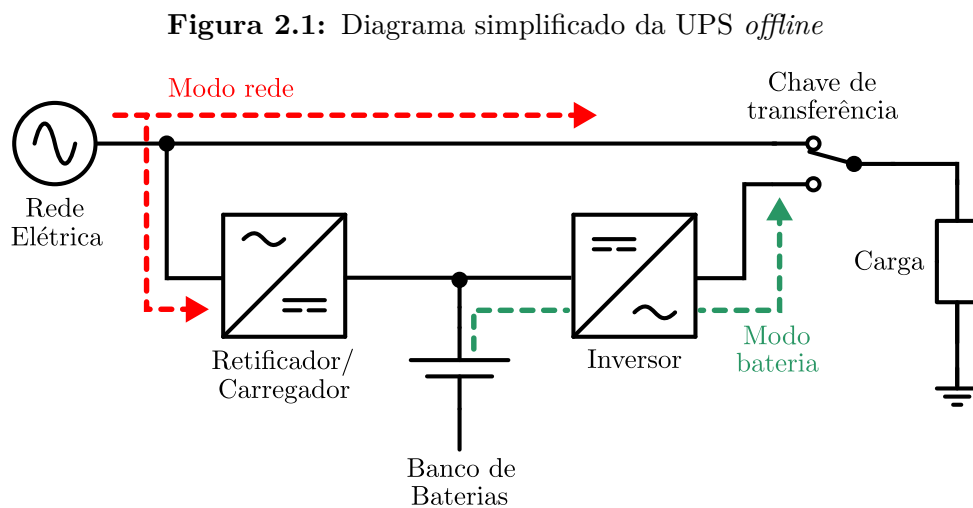 Figura 2.1: Diagrama simplificado da UPS offline
Modo rede
Chave de
transferência
Rede
Elétrica
Carga
Retificador/
Carregador
Inversor
Modo
bateria
Banco de
Baterias